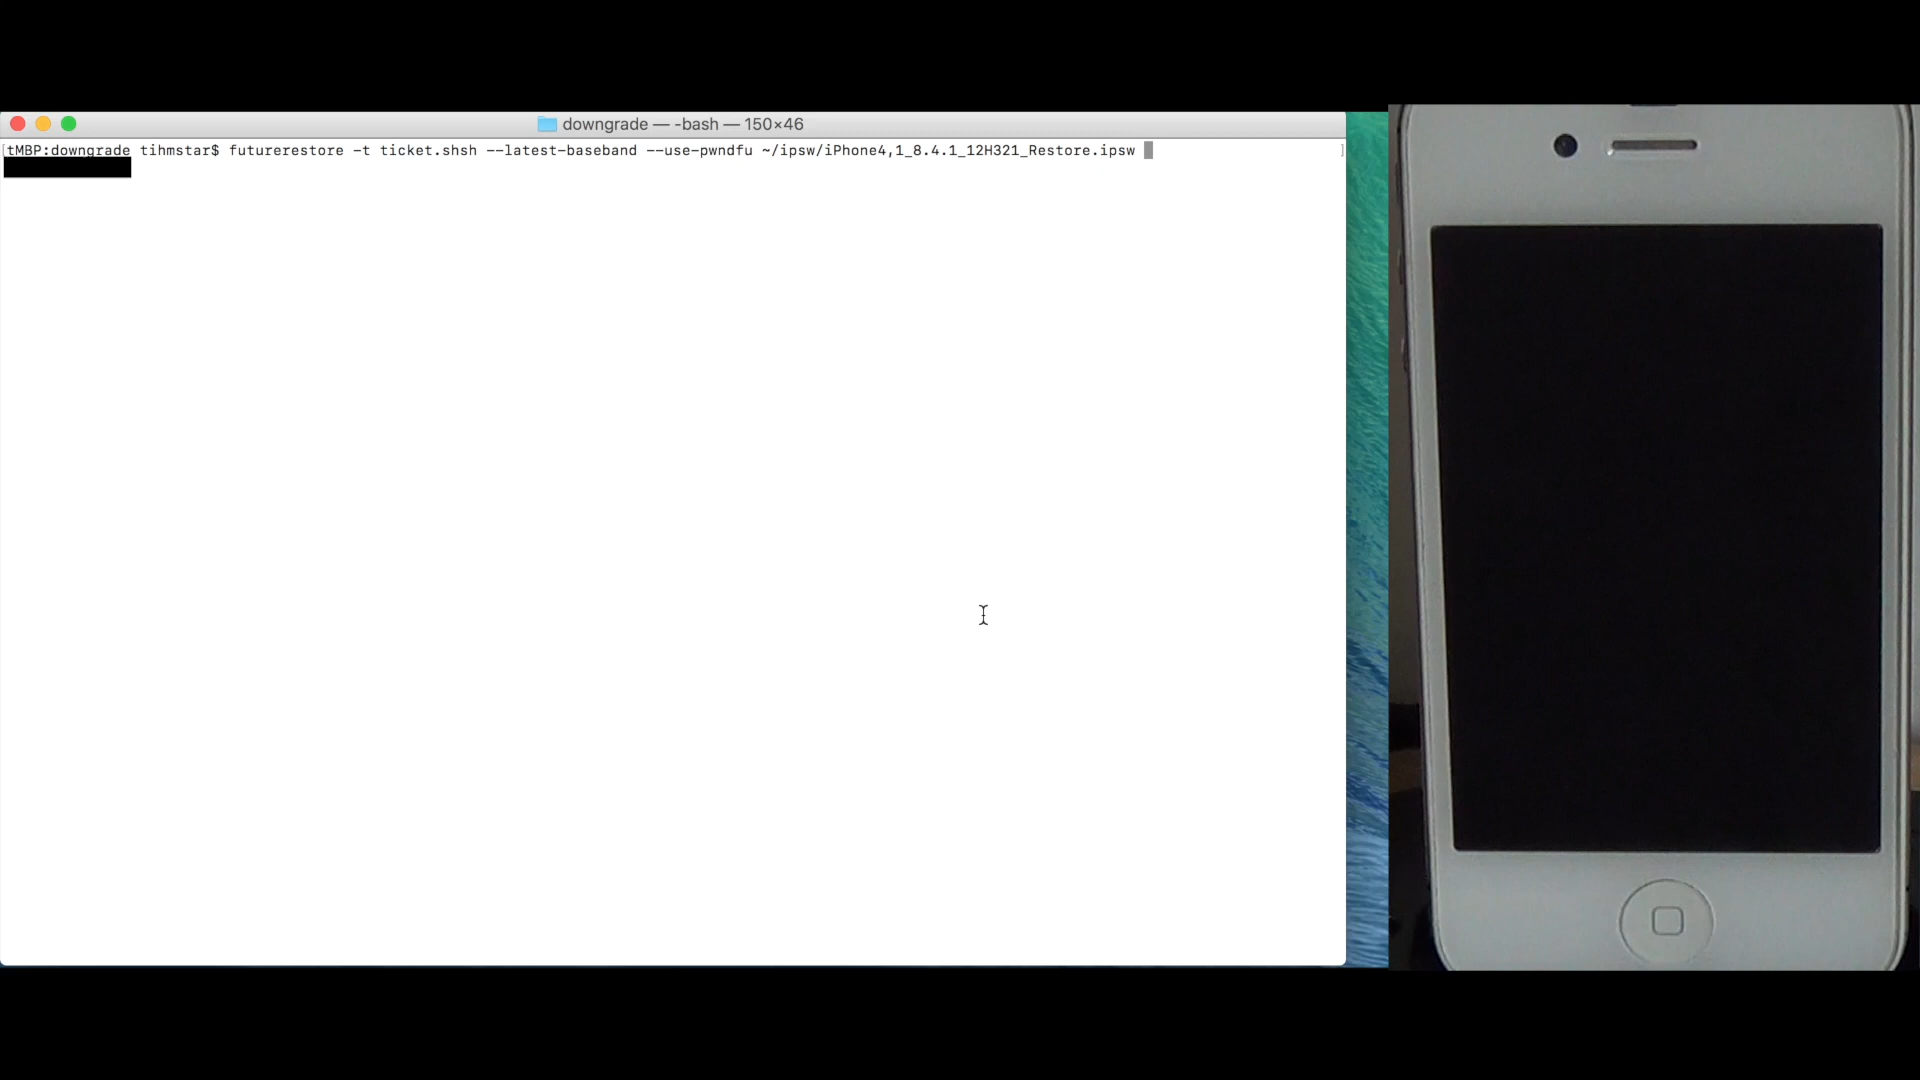 downgrade — -bash — 150×46
[tMBP:downgrade tihmstar$ futurerestore -t ticket.shsh --latest-baseband --use-pwndfu ~/ipsw/iPhone4,1_8.4.1_12H321_Restore.ipsw ]